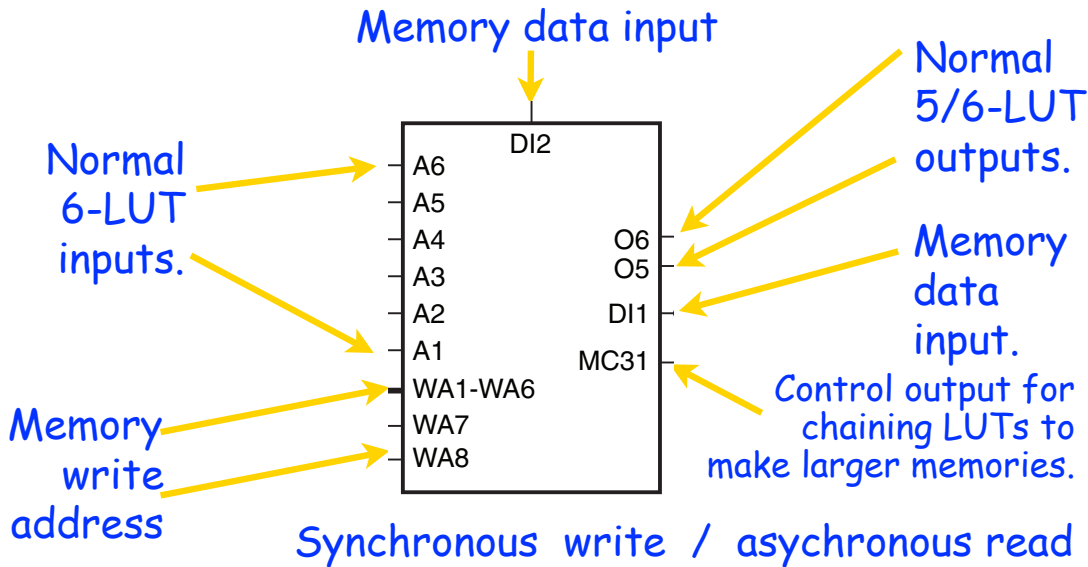 Memory data input
Normal
6-LUT
inputs.
Memory
write
address
DI2
A6
A5
A4
A3
A2
A1
WA1-WA6
WA7
WA8
O6
O5
DI1
MC31
Normal
5/6-LUT
outputs.
Memory
data
input.
Control output for
chaining LUTs to
make larger memories.
Synchronous write / asychronous read